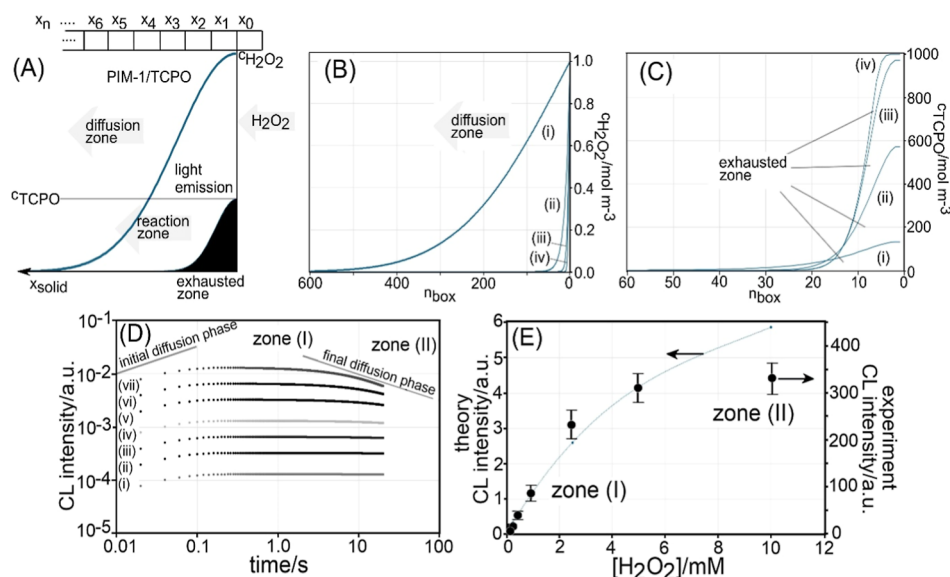 xn .... x6 x5 x4 x3 x2 x1 x0
....
(A)
PIM-1/TCPO
cH2O2
H2O2
diffusion
zone
light
emission
cTCPO
reaction
zone
xsolid
exhausted
zone
(B)
diffusion
zone
(i)
(ii)
(iii)
(iv)
1.0
0.8
0.6
0.4
0.2
0.0
cH2O2/mol m-3
600 400 200 0
nbox
(C)
(iv)
(iii)
exhausted
zone
(ii)
(i)
1000
800
600
400
200
0
cTCPO/mol m-3
60 50 40 30 20 10 0
nbox
(D)
zone (I)
zone (II)
initial diffusion phase
final diffusion phase
(vii)
(vi)
(v)
(iv)
(iii)
(ii)
(i)
10-1
10-2
10-3
10-4
10-5
CL intensity/a.u.
0.01 0.1 1 10 100
time/s
(E)
zone (I)
zone (II)
6
5
4
3
2
1
0
theory
CL intensity/a.u.
400
300
200
100
0
experiment
CL intensity/a.u.
0 2 4 6 8 10 12
[H2O2]/mM